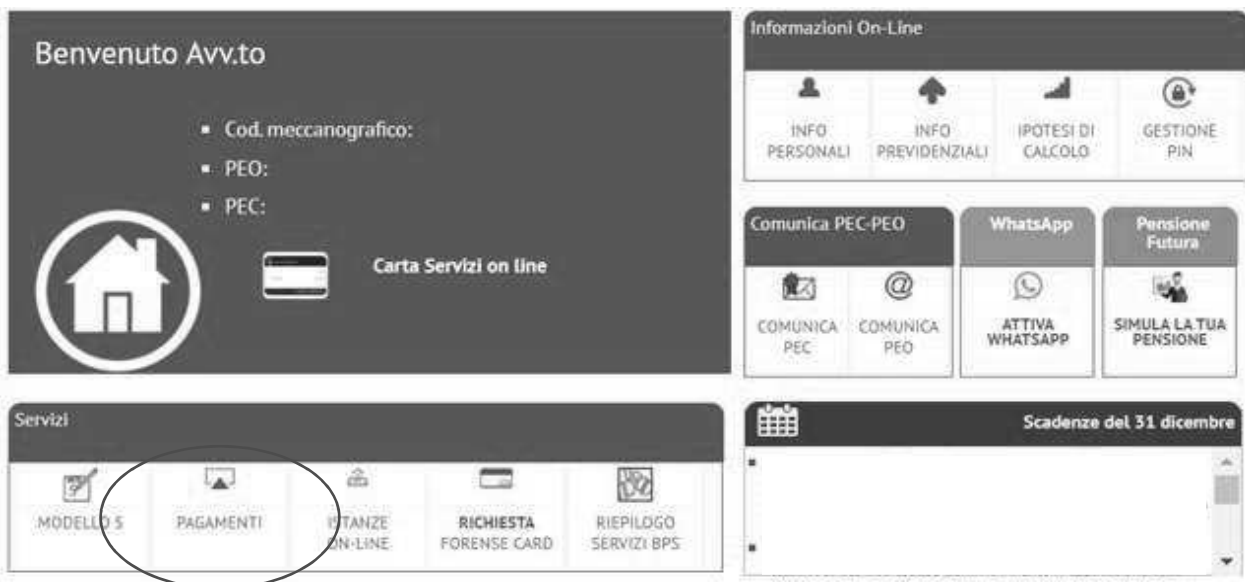 Benvenuto Avv.to
Cod. meccanografico:
PEO:
PEC:
Carta Servizi on line
Informazioni On-Line
INFO
PERSONALI
INFO
PREVIDENZIALI
IPOTESI DI
CALCOLO
GESTIONE
PIN
Comunica PEC-PEO
COMUNICA
PEC
COMUNICA
PEO
WhatsApp
ATTIVA
WHATSAPP
Pensione
Futura
SIMULA LA TUA
PENSIONE
Servizi
MODELLO 5
PAGAMENTI
ISTANZE
ON-LINE
RICHIESTA
FORENSE CARD
RIEPILOGO
SERVIZI BPS
Scadenze del 31 dicembre